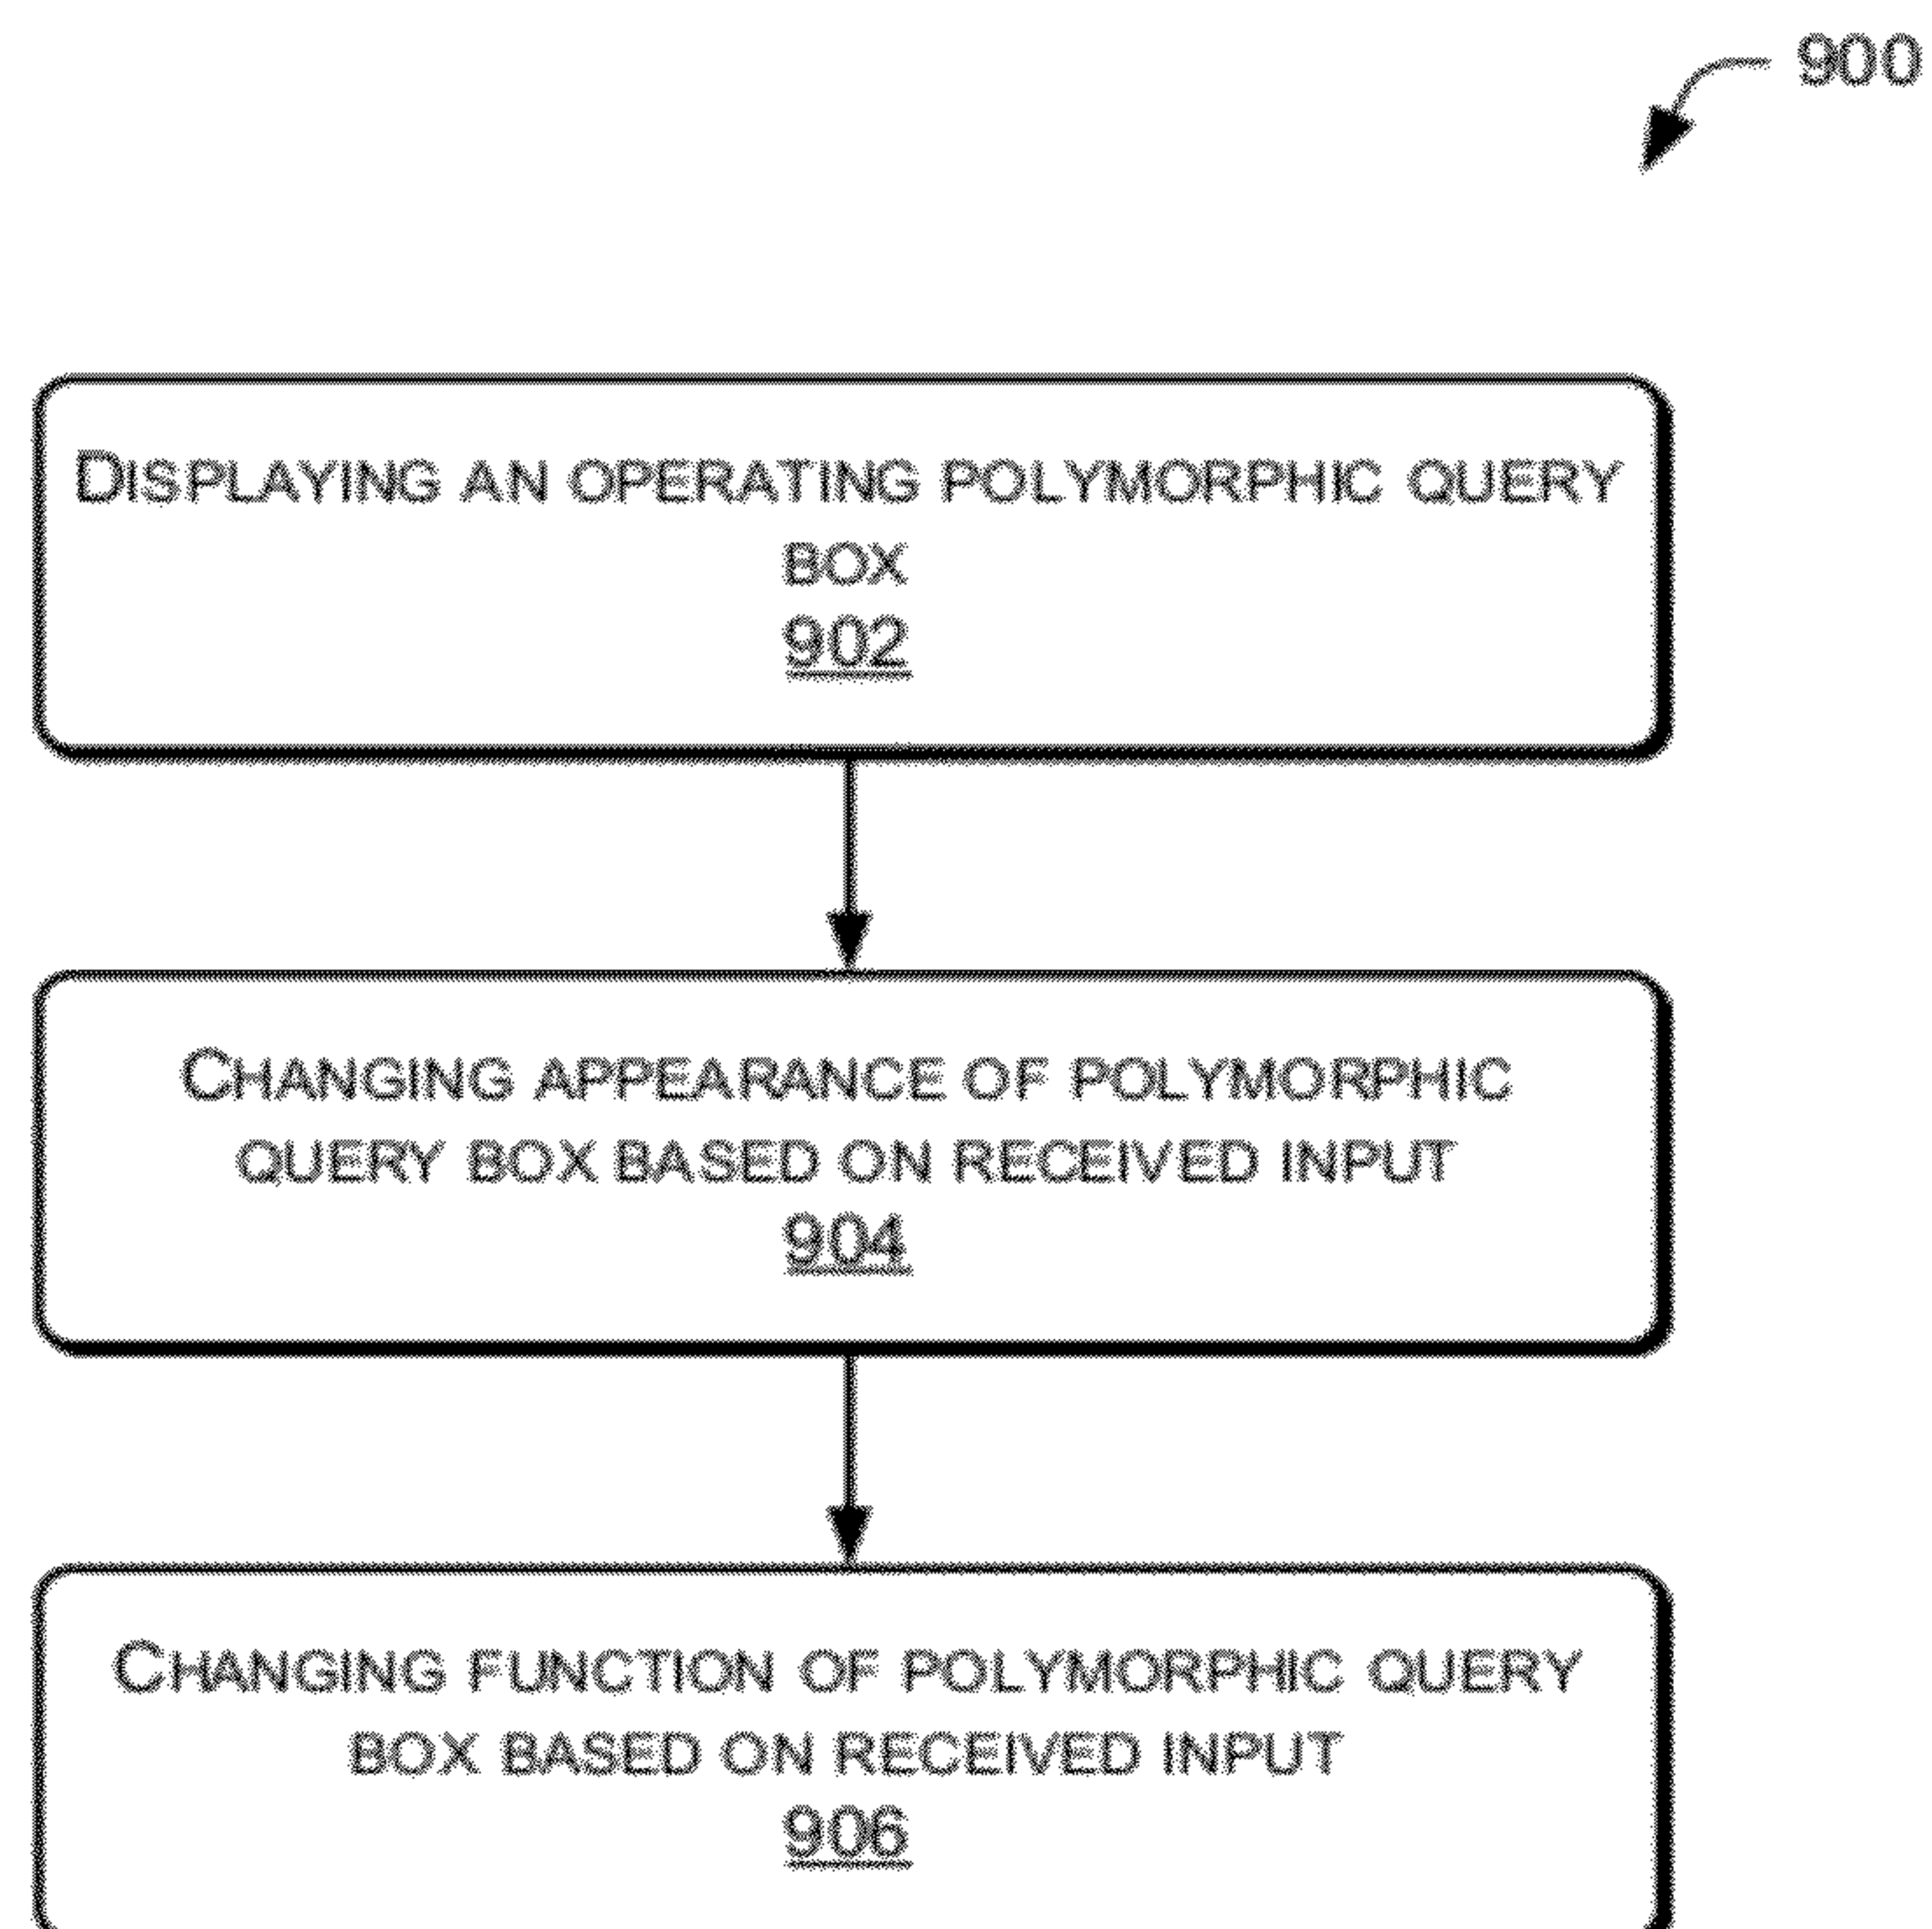 900
DISPLAYING AN OPERATING POLYMORPHIC QUERY
BOX
902
CHANGING APPEARANCE OF POLYMORPHIC
QUERY BOX BASED ON RECEIVED INPUT
904
CHANGING FUNCTION OF POLYMORPHIC QUERY
BOX BASED ON RECEIVED INPUT
906